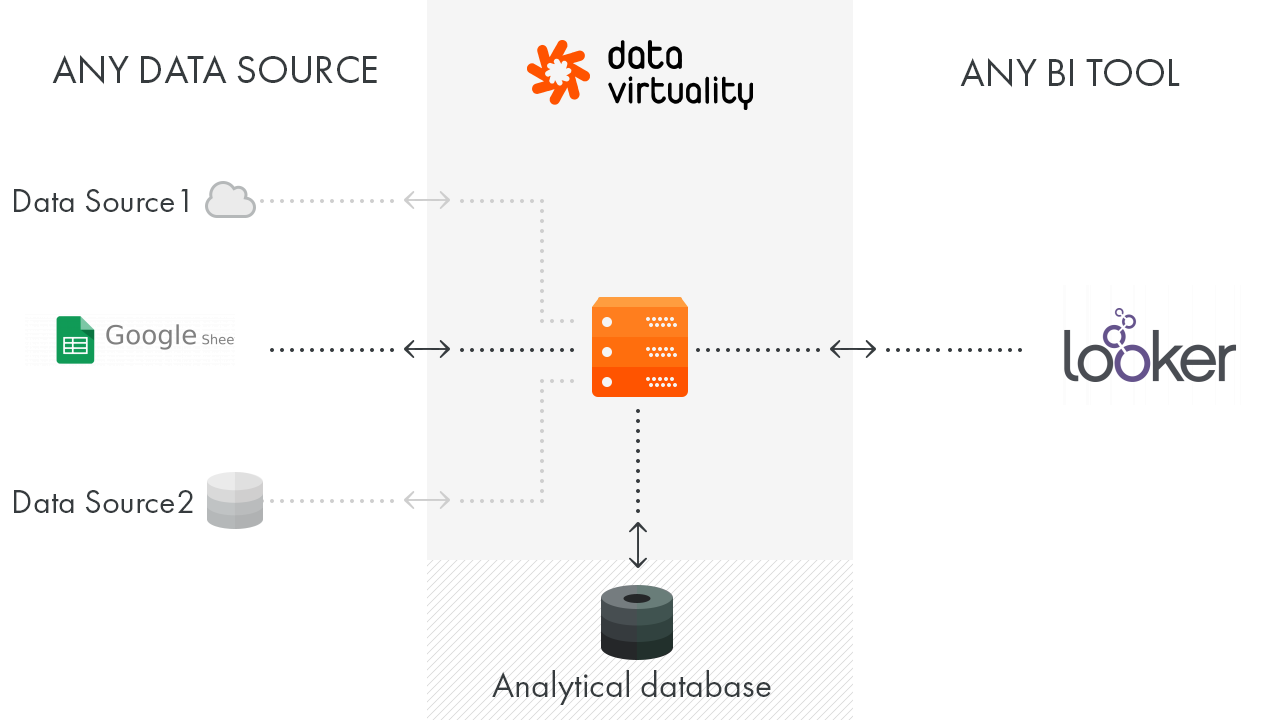 ANY DATA SOURCE
data
virtuality
ANY BI TOOL
Data Source1
Google Shee
looker
Data Source2
Analytical database